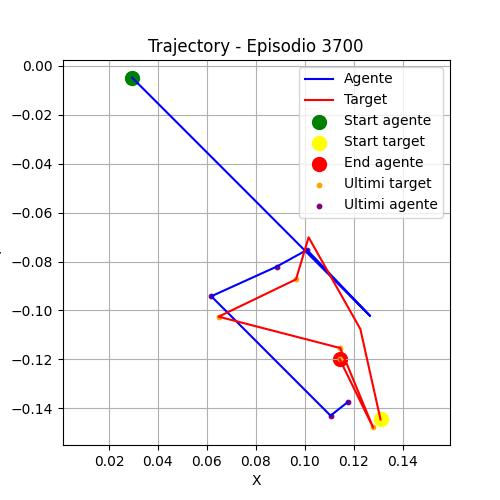 Trajectory - Episodio 3700
0.00
−0.02
−0.04
−0.06
−0.08
−0.10
−0.12
−0.14
Agente
Target
Start agente
Start target
End agente
Ultimi target
Ultimi agente
0.02 0.04 0.06 0.08 0.10 0.12 0.14
X